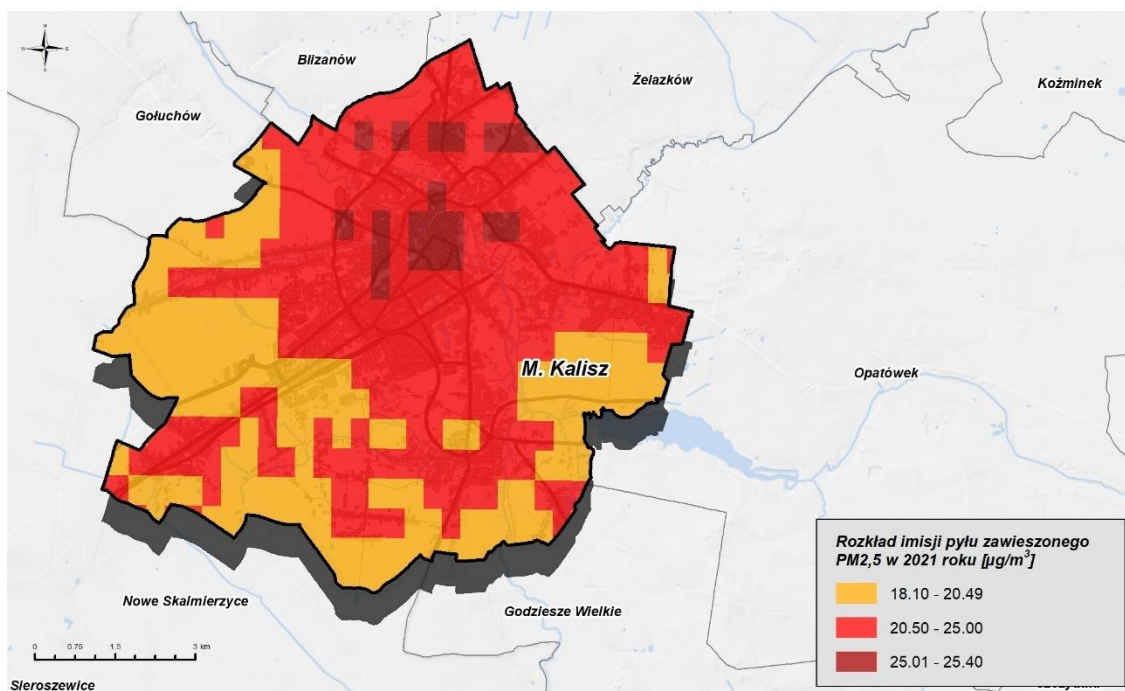 N
W E
S
Blizanów
Żelazków
Koźminek
Gołuchów
M. Kalisz
Opatówek
Nowe Skalmierzyce
Godziesze Wielkie
0 0.75 1.5 3 km
Sieroszewice
Rozkład imisji pyłu zawieszonego
PM2,5 w 2021 roku [µg/m³]
18.10 - 20.49
20.50 - 25.00
25.01 - 25.40